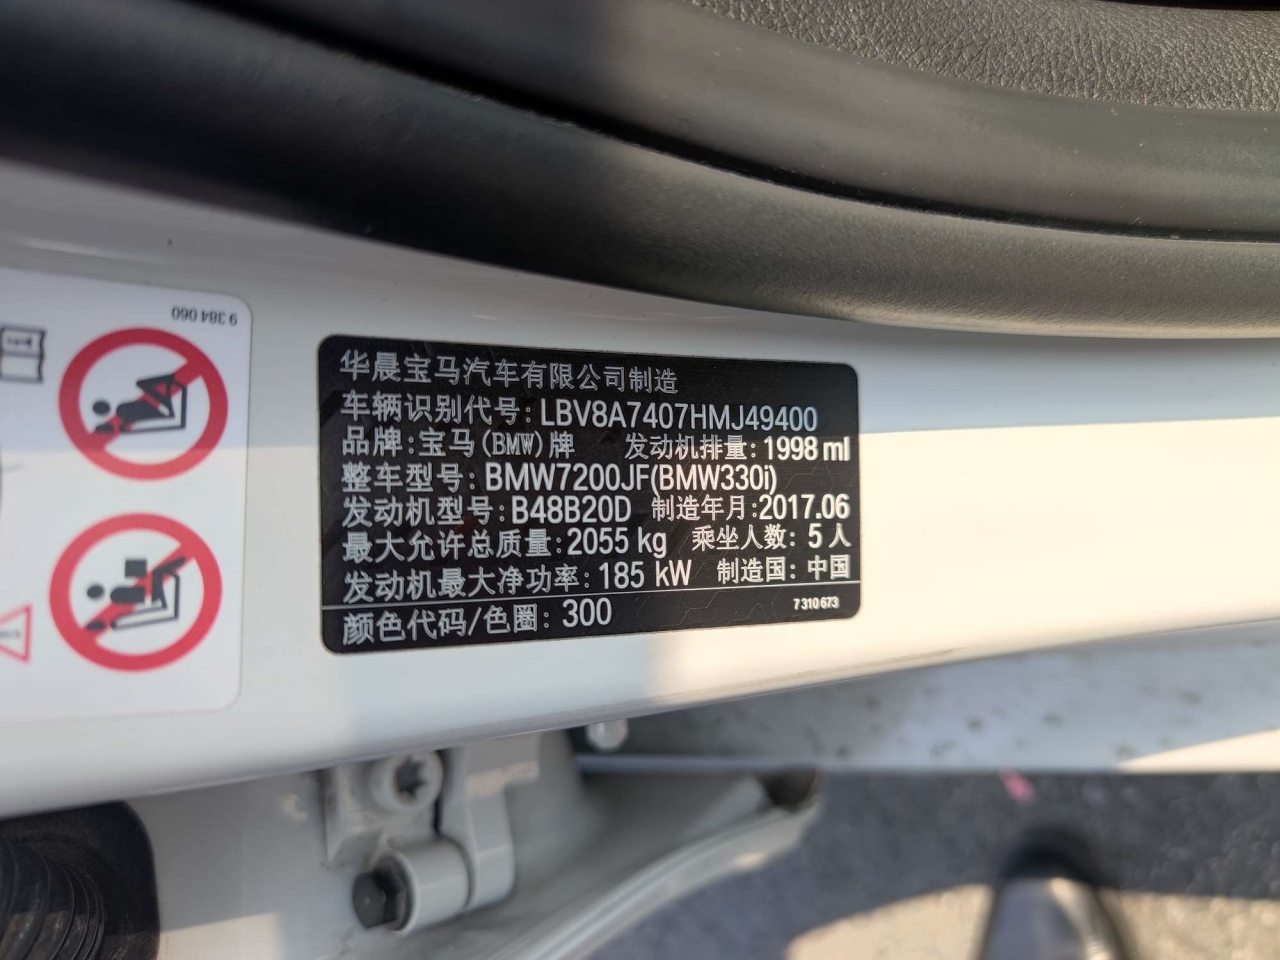 9 384 060
华晨宝马汽车有限公司制造
车辆识别代号: LBV8A7407HMJ49400
品牌: 宝马(BMW)牌 发动机排量: 1998 ml
整车型号: BMW7200JF(BMW330i)
发动机型号: B48B20D 制造年月: 2017.06
最大允许总质量: 2055 kg 乘坐人数: 5 人
发动机最大净功率: 185 kW 制造国: 中国
颜色代码/色圈: 300 7 310 673